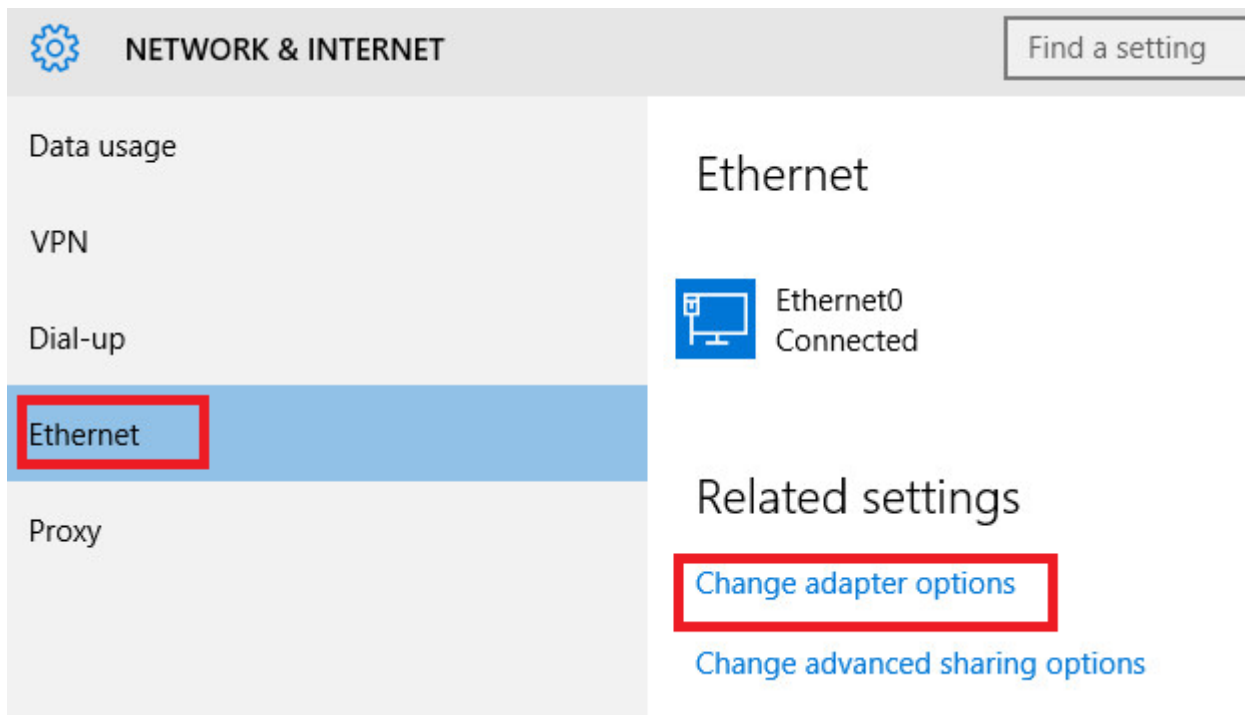 NETWORK & INTERNET
Find a setting
Data usage
VPN
Dial-up
Ethernet
Proxy
Ethernet
Ethernet0
Connected
Related settings
Change adapter options
Change advanced sharing options